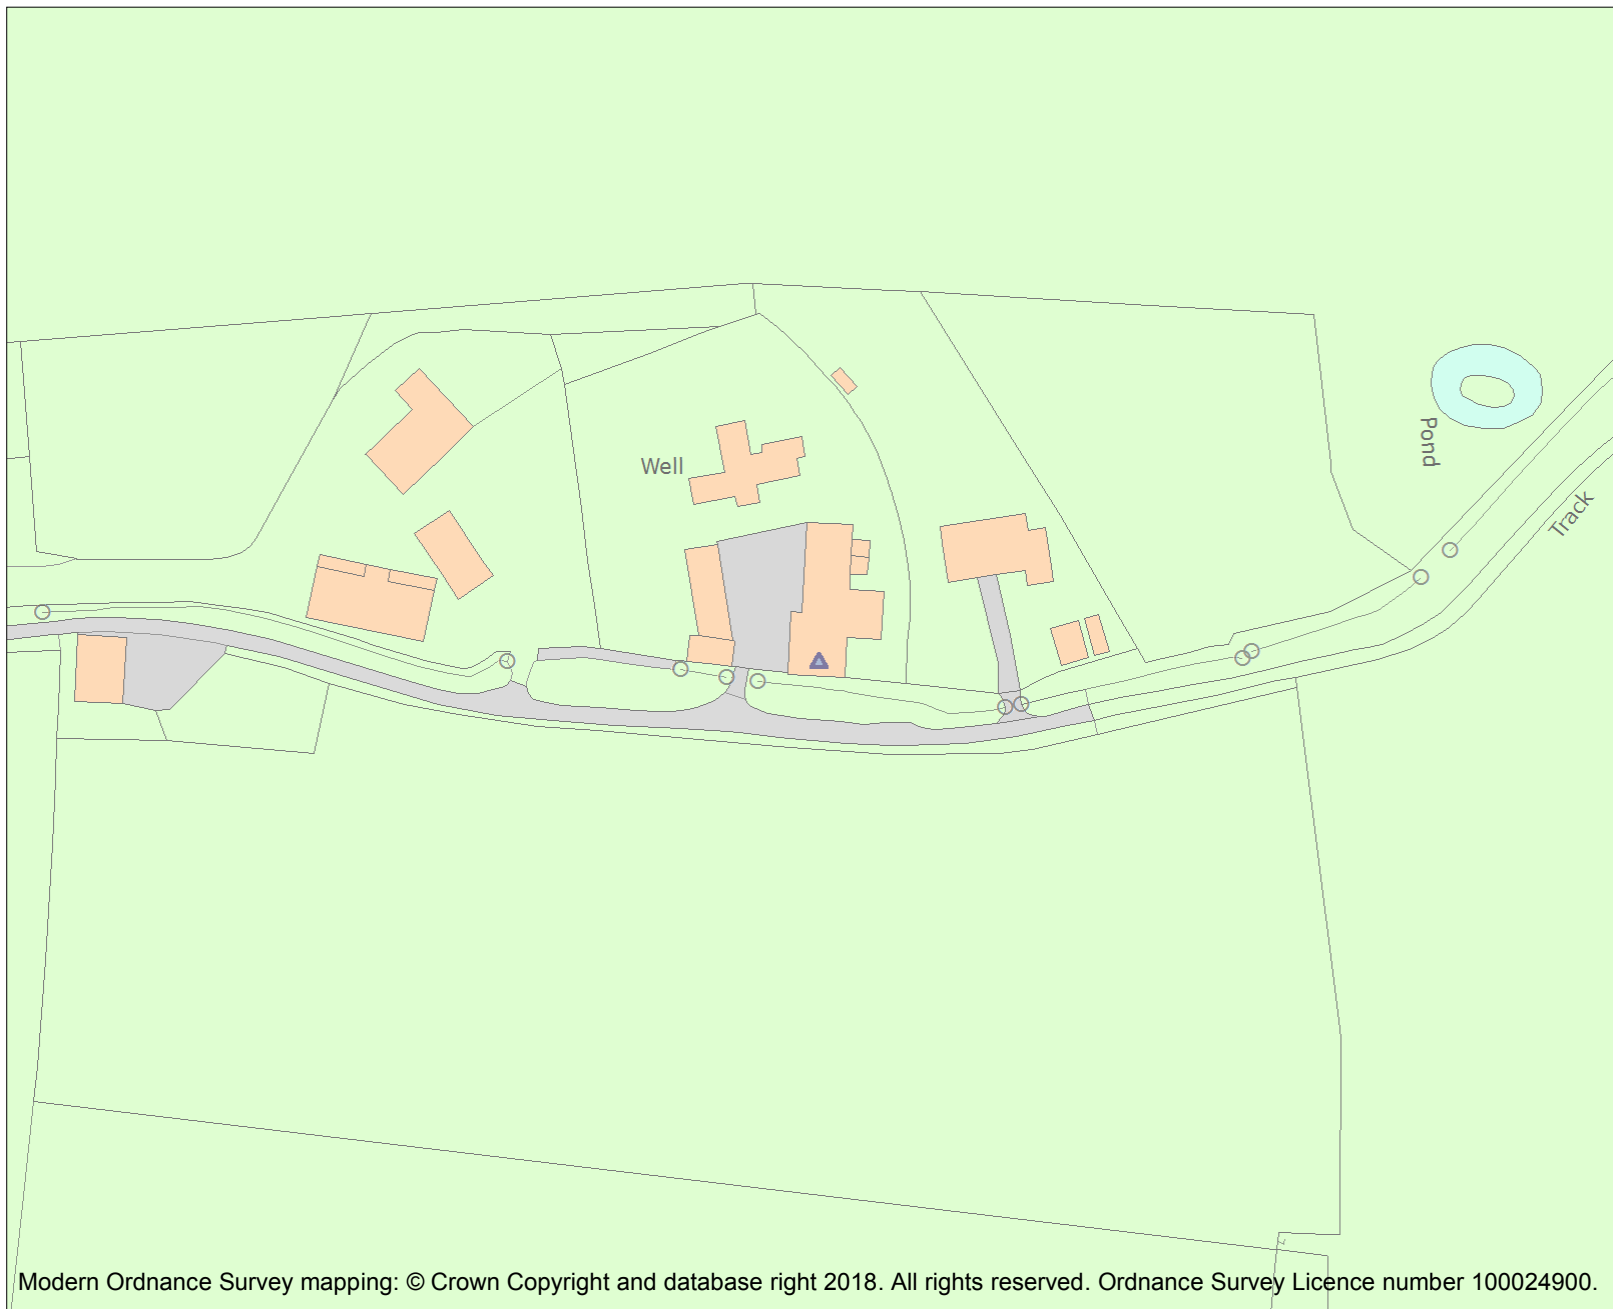 Well
Pond
Track
Modern Ordnance Survey mapping: © Crown Copyright and database right 2018. All rights reserved. Ordnance Survey Licence number 100024900.